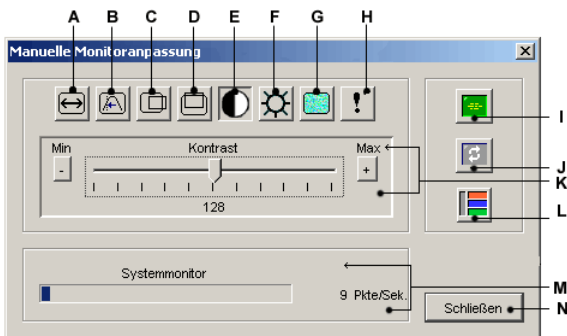 A B C D E F G H
Manuelle Monitoranpassung
I
Min Kontrast Max
- +
J
K
128
L
Systemmonitor
9 Pkte/Sek.
M
Schließen N